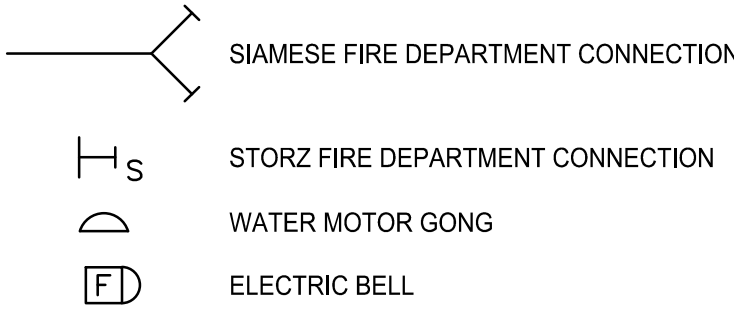 SIAMESE FIRE DEPARTMENT CONNECTION
S STORZ FIRE DEPARTMENT CONNECTION
WATER MOTOR GONG
F ELECTRIC BELL